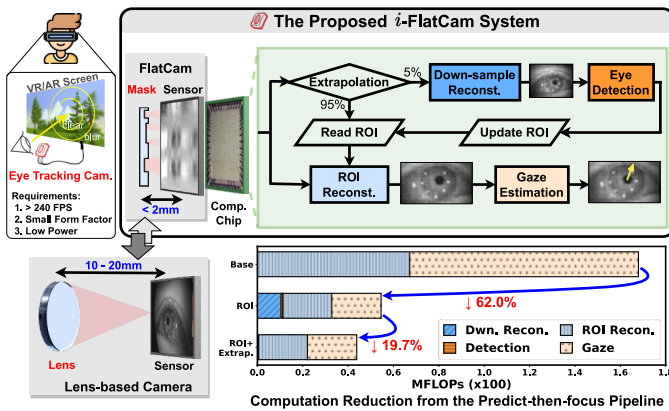 The Proposed i-FlatCam System
VR/AR Screen
clear
blur
Eye Tracking Cam.
Requirements:
1. > 240 FPS
2. Small Form Factor
3. Low Power
FlatCam
Mask
Sensor
< 2mm
Comp.
Chip
Extrapolation
5%
95%
Down-sample
Reconst.
Eye
Detection
Read ROI
Update ROI
ROI
Reconst.
Gaze
Estimation
10 - 20mm
Lens
Sensor
Lens-based Camera
Base
ROI
ROI+
Extrap.
↓ 62.0%
↓ 19.7%
Dwn. Recon.
ROI Recon.
Detection
Gaze
0.0 0.2 0.4 0.6 0.8 1.0 1.2 1.4 1.6 1.8
MFLOPs (x100)
Computation Reduction from the Predict-then-focus Pipeline